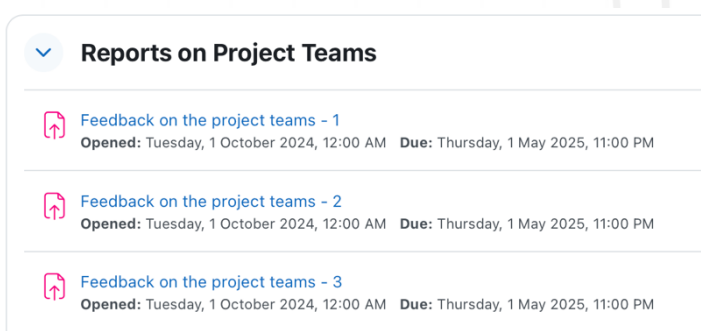 Reports on Project Teams
Feedback on the project teams - 1
Opened: Tuesday, 1 October 2024, 12:00 AM Due: Thursday, 1 May 2025, 11:00 PM
Feedback on the project teams - 2
Opened: Tuesday, 1 October 2024, 12:00 AM Due: Thursday, 1 May 2025, 11:00 PM
Feedback on the project teams - 3
Opened: Tuesday, 1 October 2024, 12:00 AM Due: Thursday, 1 May 2025, 11:00 PM